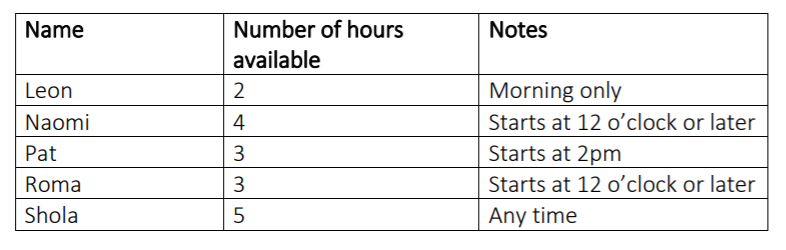 Name Number of hours Notes
available
Leon 2 Morning only
Naomi 4 Starts at 12 o’clock or later
Pat 3 Starts at 2pm
Roma 3 Starts at 12 o’clock or later
Shola 5 Any time